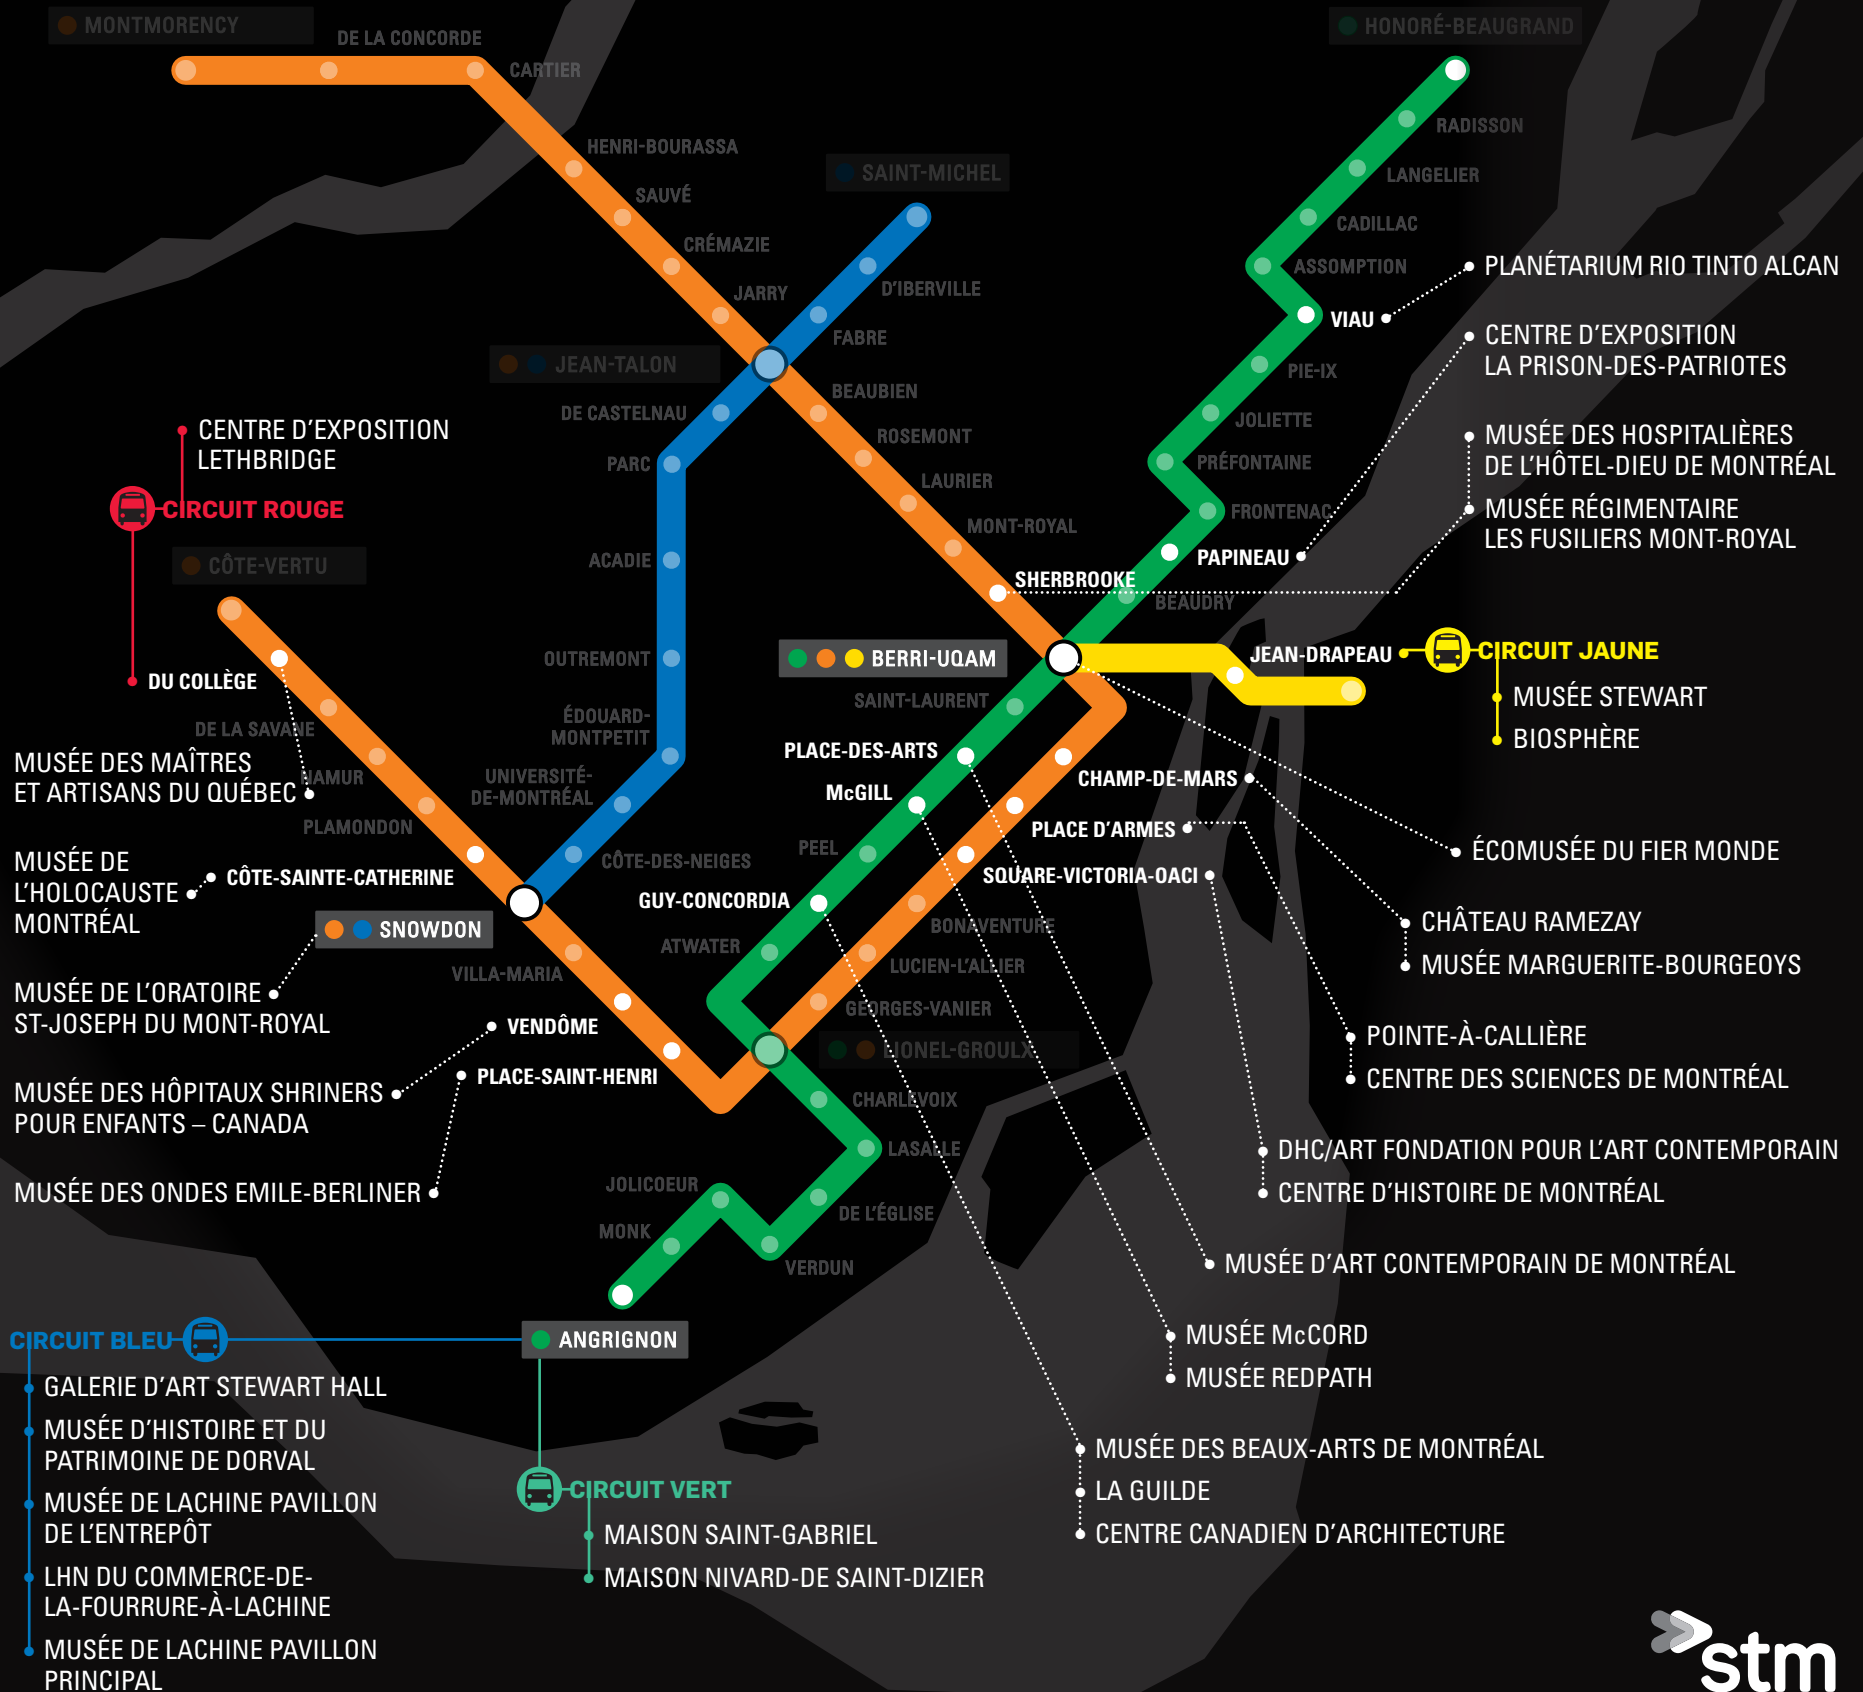 MONTMORENCY
DE LA CONCORDE
CARTIER
HENRI-BOURASSA
SAUVÉ
CRÉMAZIE
JARRY
SAINT-MICHEL
D'IBERVILLE
FABRE
JEAN-TALON
DE CASTELNAU
BEAUBIEN
ROSEMONT
PARC
LAURIER
MONT-ROYAL
ACADIE
SHERBROOKE
OUTREMONT
ÉDOUARD-
MONTPETIT
UNIVERSITÉ-
DE-MONTRÉAL
CÔTE-DES-NEIGES
HONORÉ-BEAUGRAND
RADISSON
LANGELIER
CADILLAC
ASSOMPTION
VIAU
PIE-IX
JOLIETTE
PRÉFONTAINE
FRONTENAC
PAPINEAU
BEAUDRY
PLANÉTARIUM RIO TINTO ALCAN
CENTRE D'EXPOSITION
LA PRISON-DES-PATRIOTES
MUSÉE DES HOSPITALIÈRES
DE L'HÔTEL-DIEU DE MONTRÉAL
MUSÉE RÉGIMENTAIRE
LES FUSILIERS MONT-ROYAL
CENTRE D'EXPOSITION
LETHBRIDGE
CIRCUIT ROUGE
CÔTE-VERTU
DU COLLÈGE
DE LA SAVANE
NAMUR
PLAMONDON
MUSÉE DES MAÎTRES
ET ARTISANS DU QUÉBEC
MUSÉE DE
L'HOLOCAUSTE
MONTRÉAL
CÔTE-SAINTE-CATHERINE
SNOWDON
VILLA-MARIA
MUSÉE DE L'ORATOIRE
ST-JOSEPH DU MONT-ROYAL
VENDÔME
PLACE-SAINT-HENRI
MUSÉE DES HÔPITAUX SHRINERS
POUR ENFANTS – CANADA
MUSÉE DES ONDES EMILE-BERLINER
BERRI-UQAM
SAINT-LAURENT
PLACE-DES-ARTS
McGILL
PEEL
GUY-CONCORDIA
ATWATER
JEAN-DRAPEAU
CIRCUIT JAUNE
MUSÉE STEWART
BIOSPHÈRE
CHAMP-DE-MARS
PLACE D'ARMES
SQUARE-VICTORIA-OACI
BONAVENTURE
LUCIEN-L'ALLIER
GEORGES-VANIER
LIONEL-GROULX
CHARLEVOIX
LASALLE
DE L'ÉGLISE
VERDUN
JOLICOEUR
MONK
ANGRIGNON
ÉCOMUSÉE DU FIER MONDE
CHÂTEAU RAMEZAY
MUSÉE MARGUERITE-BOURGEOYS
POINTE-À-CALLIÈRE
CENTRE DES SCIENCES DE MONTRÉAL
DHC/ART FONDATION POUR L'ART CONTEMPORAIN
CENTRE D'HISTOIRE DE MONTRÉAL
MUSÉE D'ART CONTEMPORAIN DE MONTRÉAL
MUSÉE McCORD
MUSÉE REDPATH
MUSÉE DES BEAUX-ARTS DE MONTRÉAL
LA GUILDE
CENTRE CANADIEN D'ARCHITECTURE
CIRCUIT BLEU
GALERIE D'ART STEWART HALL
MUSÉE D'HISTOIRE ET DU
PATRIMOINE DE DORVAL
MUSÉE DE LACHINE PAVILLON
DE L'ENTREPÔT
LHN DU COMMERCE-DE-
LA-FOURRURE-À-LACHINE
MUSÉE DE LACHINE PAVILLON
PRINCIPAL
CIRCUIT VERT
MAISON SAINT-GABRIEL
MAISON NIVARD-DE SAINT-DIZIER
stm